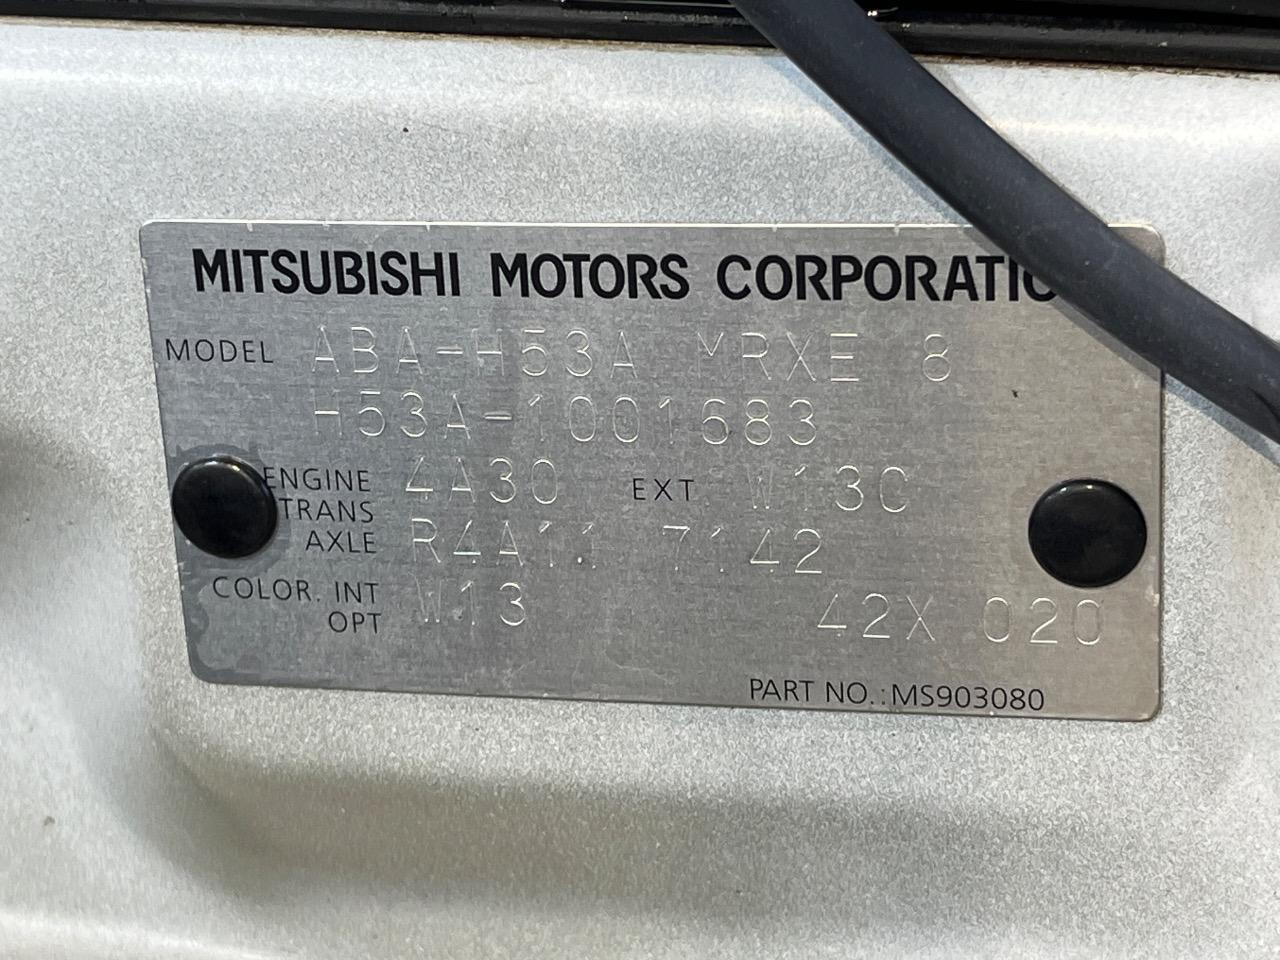 MITSUBISHI MOTORS CORPORATIO
MODEL ABA-H53A MRXE 8
H53A-1001683
ENGINE 4A30 EXT W13C
TRANS
AXLE R4A11 7142
COLOR. INT W13
OPT 42X 020
PART NO.:MS903080